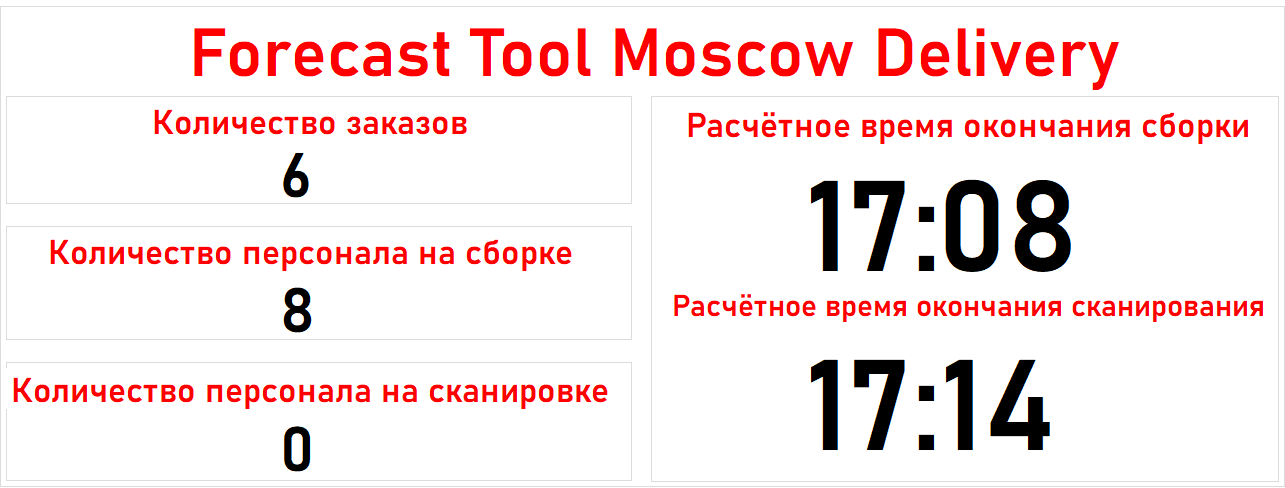 Forecast Tool Moscow Delivery
Количество заказов
6
Количество персонала на сборке
8
Количество персонала на сканировке
0
Расчётное время окончания сборки
17:08
Расчётное время окончания сканирования
17:14